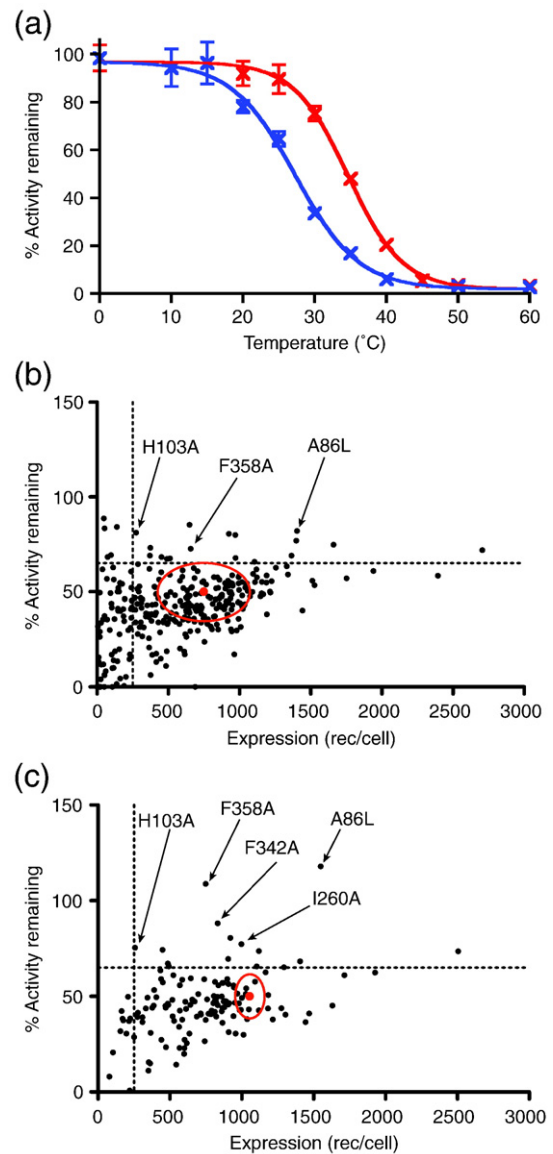 (a)
100
80
60
40
20
0
% Activity remaining
0 10 20 30 40 50 60
Temperature (˚C)
(b)
150
100
50
0
% Activity remaining
H103A
F358A
A86L
0 500 1000 1500 2000 2500 3000
Expression (rec/cell)
(c)
150
100
50
0
% Activity remaining
H103A
F358A
F342A
A86L
I260A
0 500 1000 1500 2000 2500 3000
Expression (rec/cell)